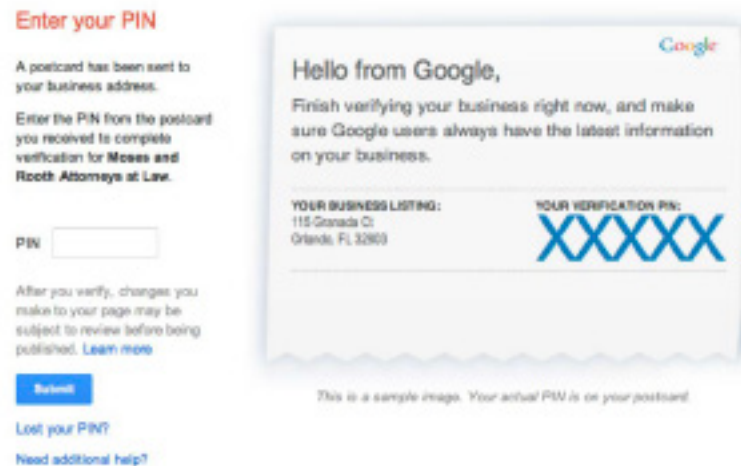 Enter your PIN
A postcard has been sent to
your business address.
Enter the PIN from the postcard
you received to complete
verification for Moses and
Rooth Attorneys at Law.
PIN
After you verify, changes you
make to your page may be
subject to review before being
published. Learn more
Submit
Lost your PIN?
Need additional help?
Google
Hello from Google,
Finish verifying your business right now, and make
sure Google users always have the latest information
on your business.
YOUR BUSINESS LISTING:
115 Granada Ct
Orlando, FL 32803
YOUR VERIFICATION PIN:
XXXXX
This is a sample image. Your actual PIN is on your postcard.